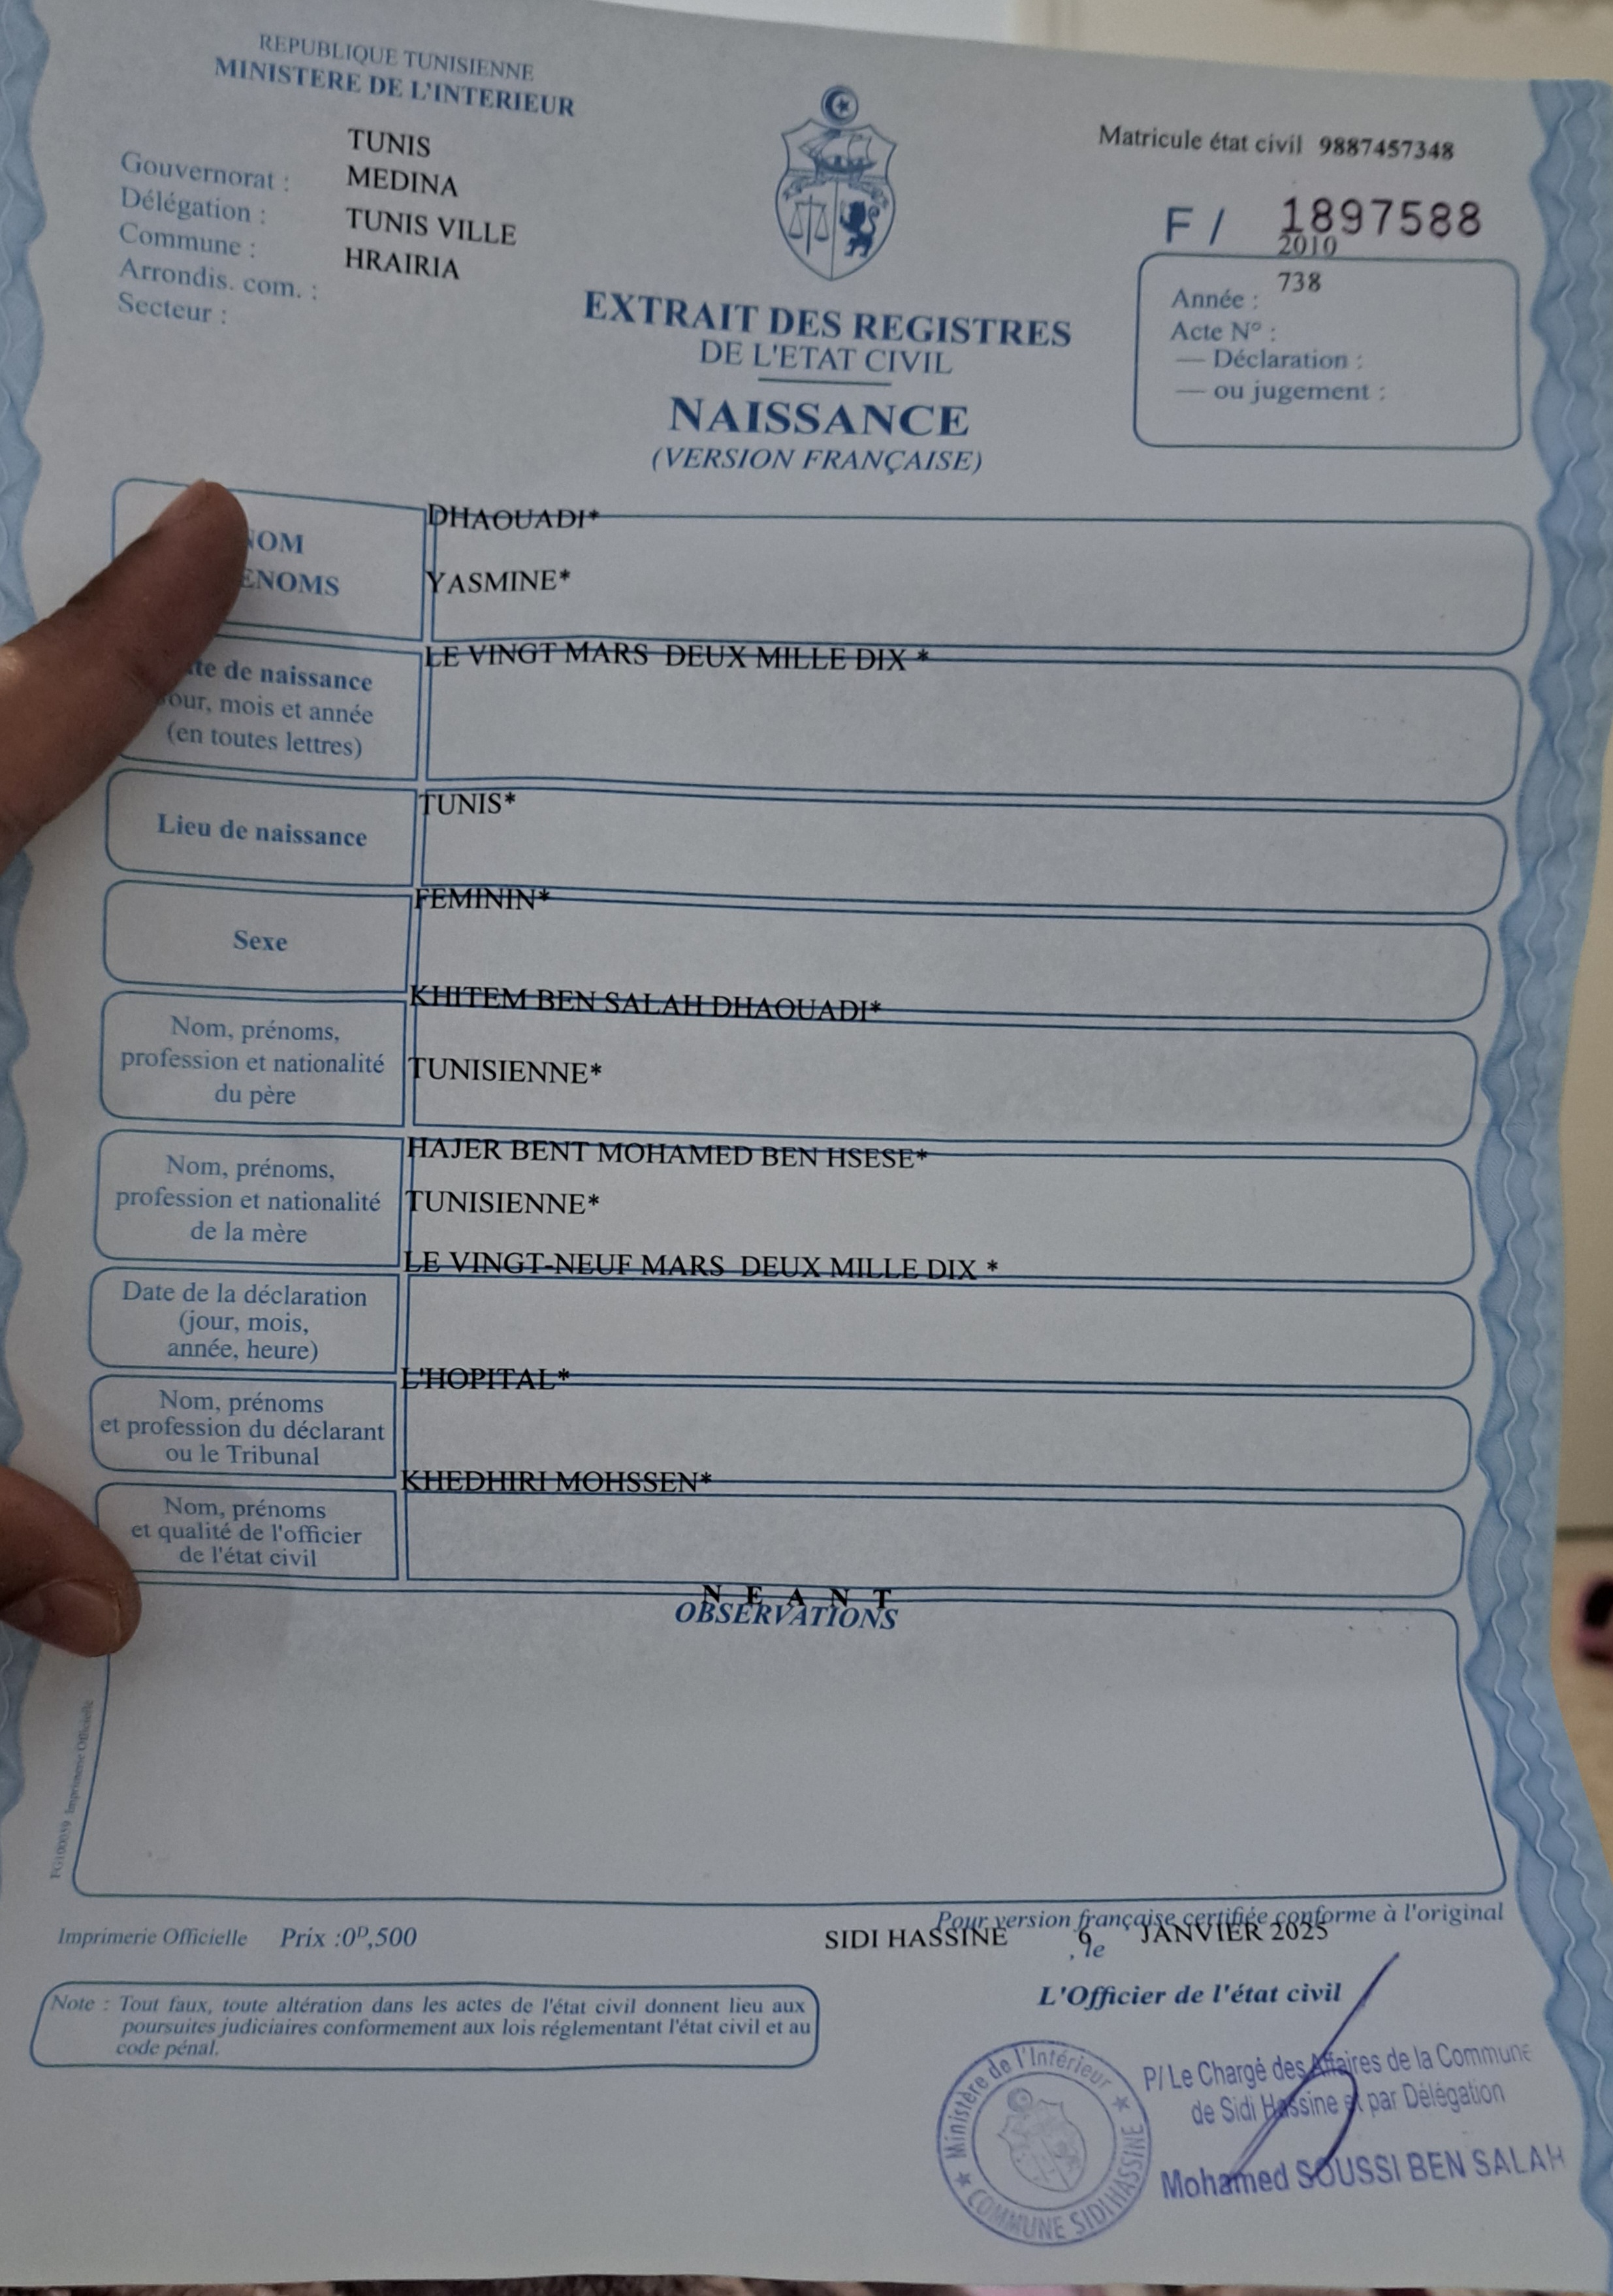 REPUBLIQUE TUNISIENNE
MINISTERE DE L'INTERIEUR
TUNIS
Gouvernorat : MEDINA
Délégation : TUNIS VILLE
Commune : HRAIRIA
Arrondis. com. :
Secteur :
Matricule état civil 9887457348
F / 1897588
2010
738
Année :
Acte N° :
— Déclaration :
— ou jugement :
EXTRAIT DES REGISTRES
DE L'ETAT CIVIL
NAISSANCE
(VERSION FRANÇAISE)
NOM
ENOMS
DHAOUADI*
YASMINE*
te de naissance
our, mois et année
(en toutes lettres)
LE VINGT MARS DEUX MILLE DIX *
Lieu de naissance
TUNIS*
Sexe
FEMININ*
Nom, prénoms,
profession et nationalité
du père
KHITEM BEN SALAH DHAOUADI*
TUNISIENNE*
Nom, prénoms,
profession et nationalité
de la mère
HAJER BENT MOHAMED BEN HSESE*
TUNISIENNE*
Date de la déclaration
(jour, mois,
année, heure)
LE VINGT-NEUF MARS DEUX MILLE DIX *
Nom, prénoms
et profession du déclarant
ou le Tribunal
L'HOPITAL*
Nom, prénoms
et qualité de l'officier
de l'état civil
KHEDHIRI MOHSSEN*
N E A N T
OBSERVATIONS
Imprimerie Officielle
Imprimerie Officielle Prix :0ᴰ,500
Pour version française certifiée conforme à l'original
SIDI HASSINE , le 6 JANVIER 2025
L'Officier de l'état civil
Note : Tout faux, toute altération dans les actes de l'état civil donnent lieu aux
poursuites judiciaires conformement aux lois réglementant l'état civil et au
code pénal.
Ministère de l'Intérieur
COMMUNE SIDI HASSINE
P/ Le Chargé des Affaires de la Commune
de Sidi Hassine et par Délégation
Mohamed SOUSSI BEN SALAH